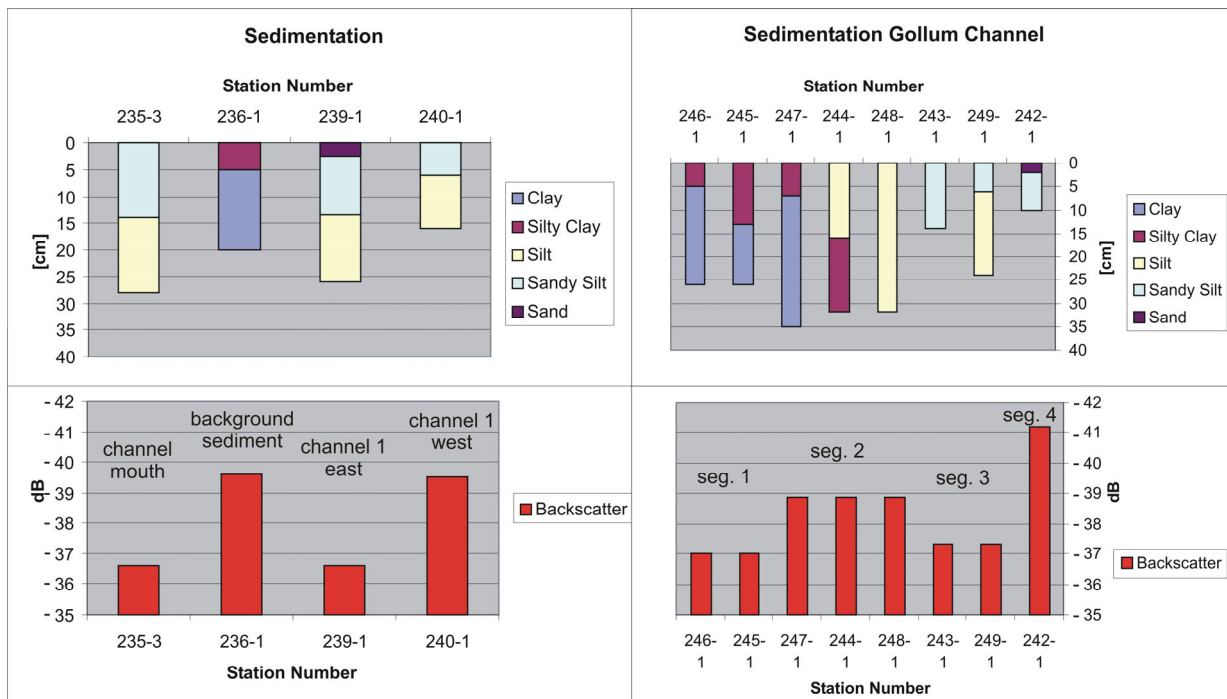 Sedimentation
Station Number
235-3 236-1 239-1 240-1
0
5
10
15
20
25
30
35
40
[cm]
Clay
Silty Clay
Silt
Sandy Silt
Sand
Sedimentation Gollum Channel
Station Number
246- 245- 247- 244- 248- 243- 249- 242-
1 1 1 1 1 1 1 1
0
5
10
15
20
25
30
35
40
[cm]
Clay
Silty Clay
Silt
Sandy Silt
Sand
- 42
- 41
- 40
- 39
- 38
- 37
- 36
- 35
dB
channel
mouth
background
sediment
channel 1
east
channel 1
west
Backscatter
235-3 236-1 239-1 240-1
Station Number
seg. 1
seg. 2
seg. 3
seg. 4
- 42
- 41
- 40
- 39
- 38
- 37
- 36
- 35
dB
Backscatter
246- 245- 247- 244- 248- 243- 249- 242-
1 1 1 1 1 1 1 1
Station Number